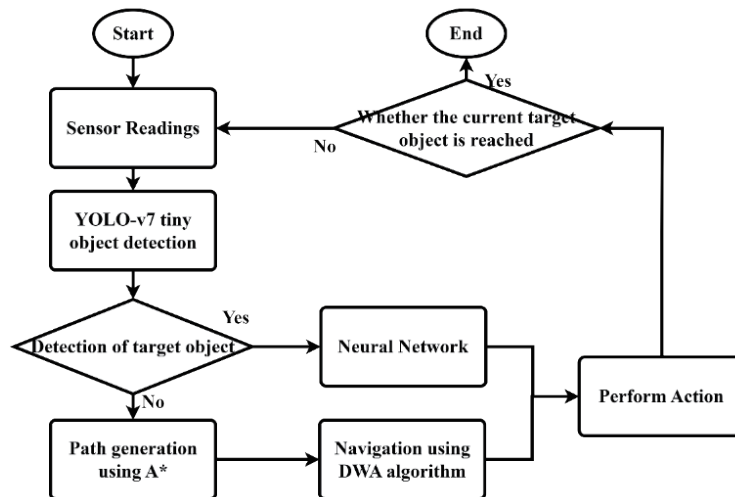 Start
End
Yes
Sensor Readings
Whether the current target
object is reached
No
YOLO-v7 tiny
object detection
Yes
Detection of target object
Neural Network
Perform Action
No
Path generation
using A*
Navigation using
DWA algorithm